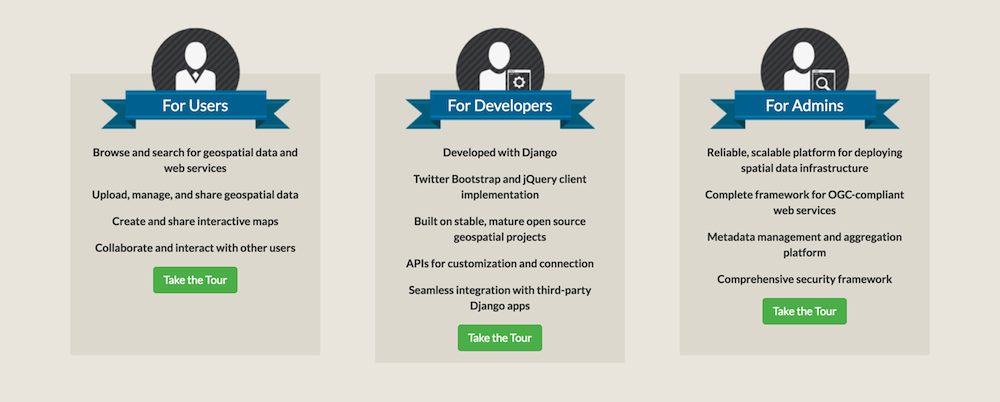 For Users
Browse and search for geospatial data and
web services
Upload, manage, and share geospatial data
Create and share interactive maps
Collaborate and interact with other users
Take the Tour
For Developers
Developed with Django
Twitter Bootstrap and jQuery client
implementation
Built on stable, mature open source
geospatial projects
APIs for customization and connection
Seamless integration with third-party
Django apps
Take the Tour
For Admins
Reliable, scalable platform for deploying
spatial data infrastructure
Complete framework for OGC-compliant
web services
Metadata management and aggregation
platform
Comprehensive security framework
Take the Tour